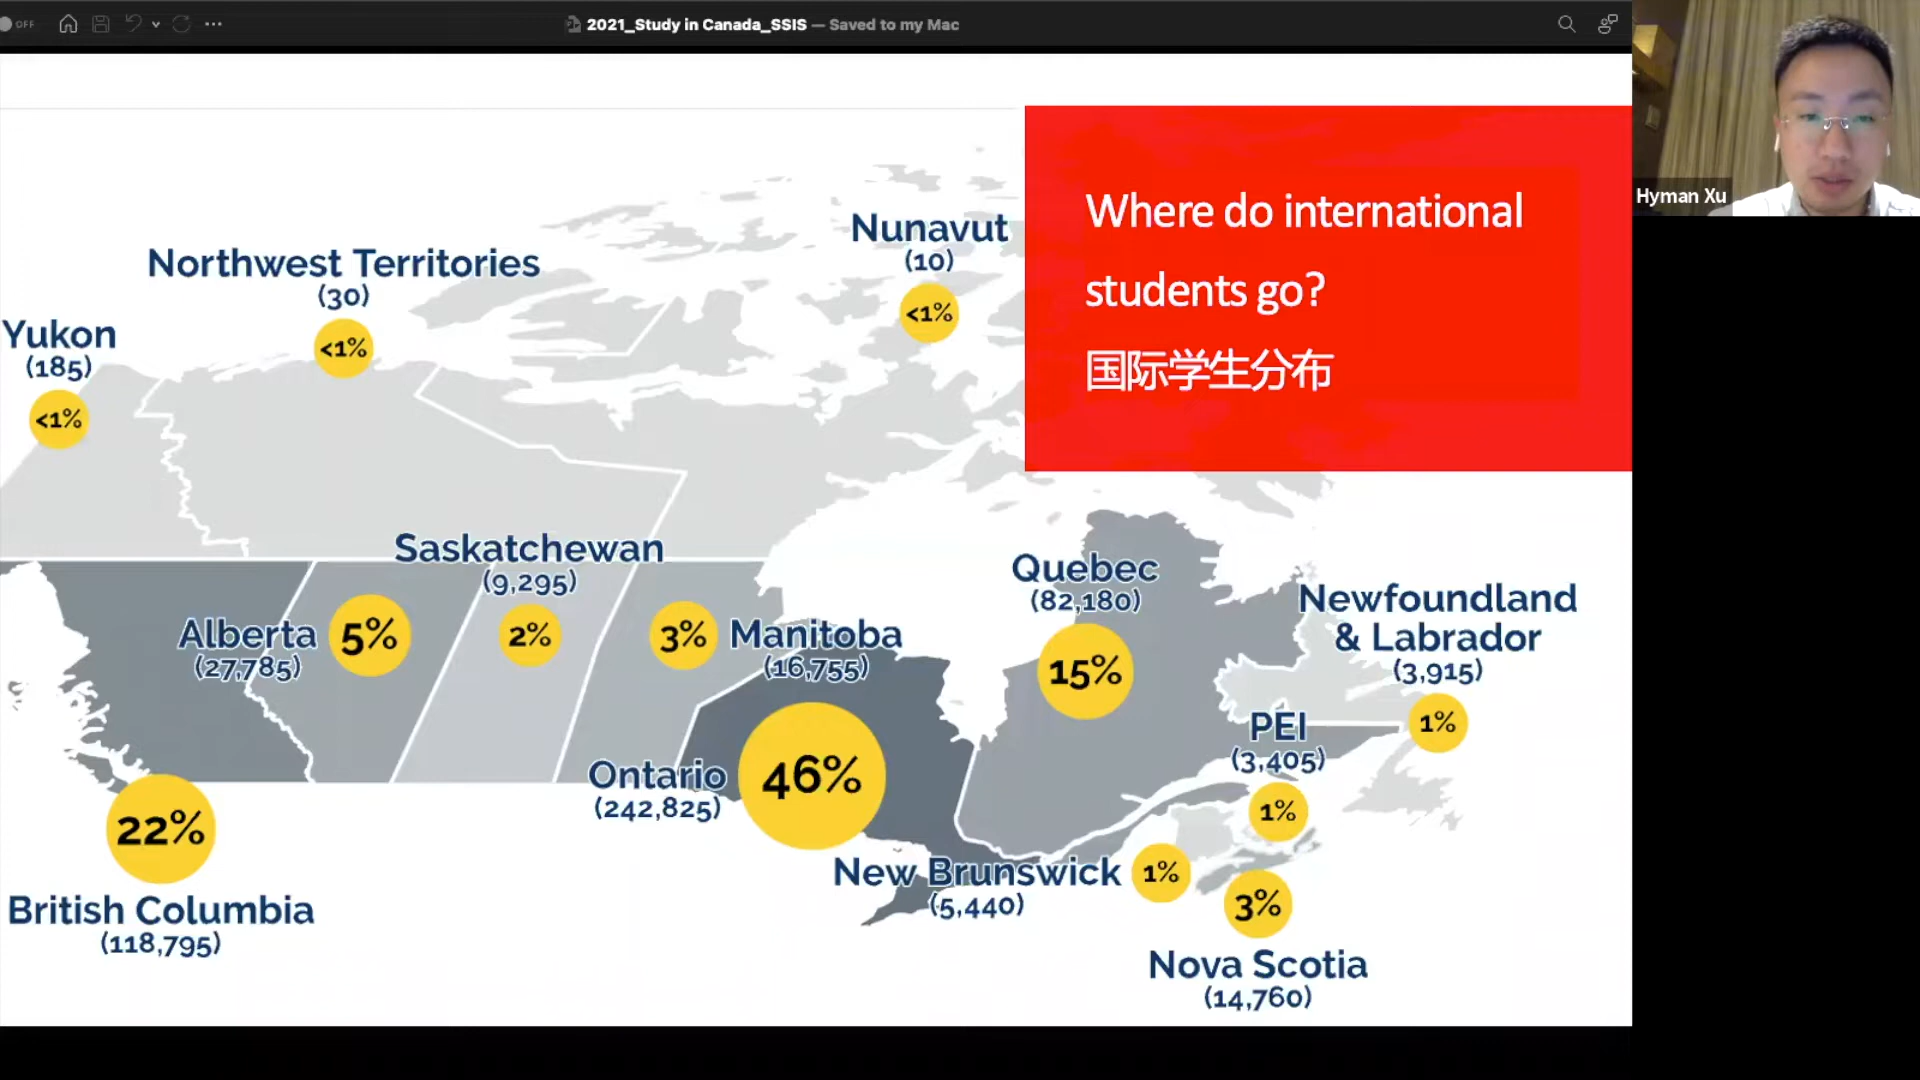 OFF
2021_Study in Canada_SSIS — Saved to my Mac
Hyman Xu
Where do international
students go?
国际学生分布
Nunavut
(10)
<1%
Northwest Territories
(30)
<1%
Yukon
(185)
<1%
Saskatchewan
(9,295)
2%
Alberta
(27,785)
5%
3%
Manitoba
(16,755)
Quebec
(82,180)
15%
Newfoundland
& Labrador
(3,915)
1%
PEI
(3,405)
1%
Ontario
(242,825)
46%
22%
British Columbia
(118,795)
New Brunswick
(5,440)
1%
3%
Nova Scotia
(14,760)